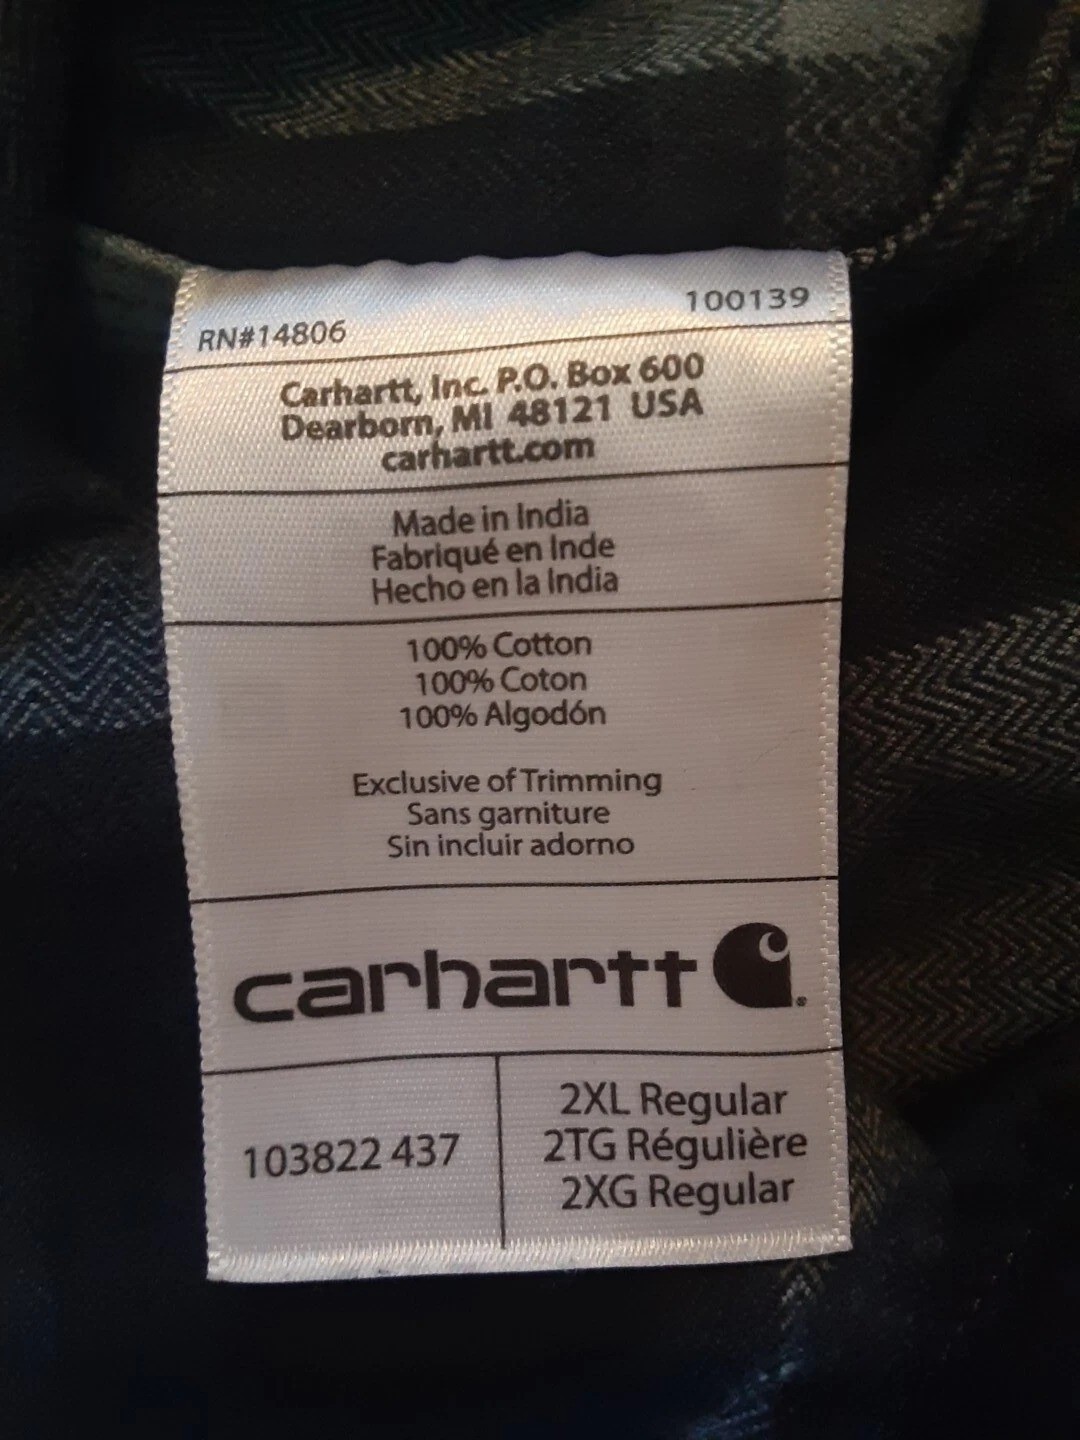 RN#14806 100139
Carhartt, Inc. P.O. Box 600
Dearborn, MI 48121 USA
carhartt.com
Made in India
Fabriqué en Inde
Hecho en la India
100% Cotton
100% Coton
100% Algodón
Exclusive of Trimming
Sans garniture
Sin incluir adorno
carhartt
103822 437
2XL Regular
2TG Régulière
2XG Regular